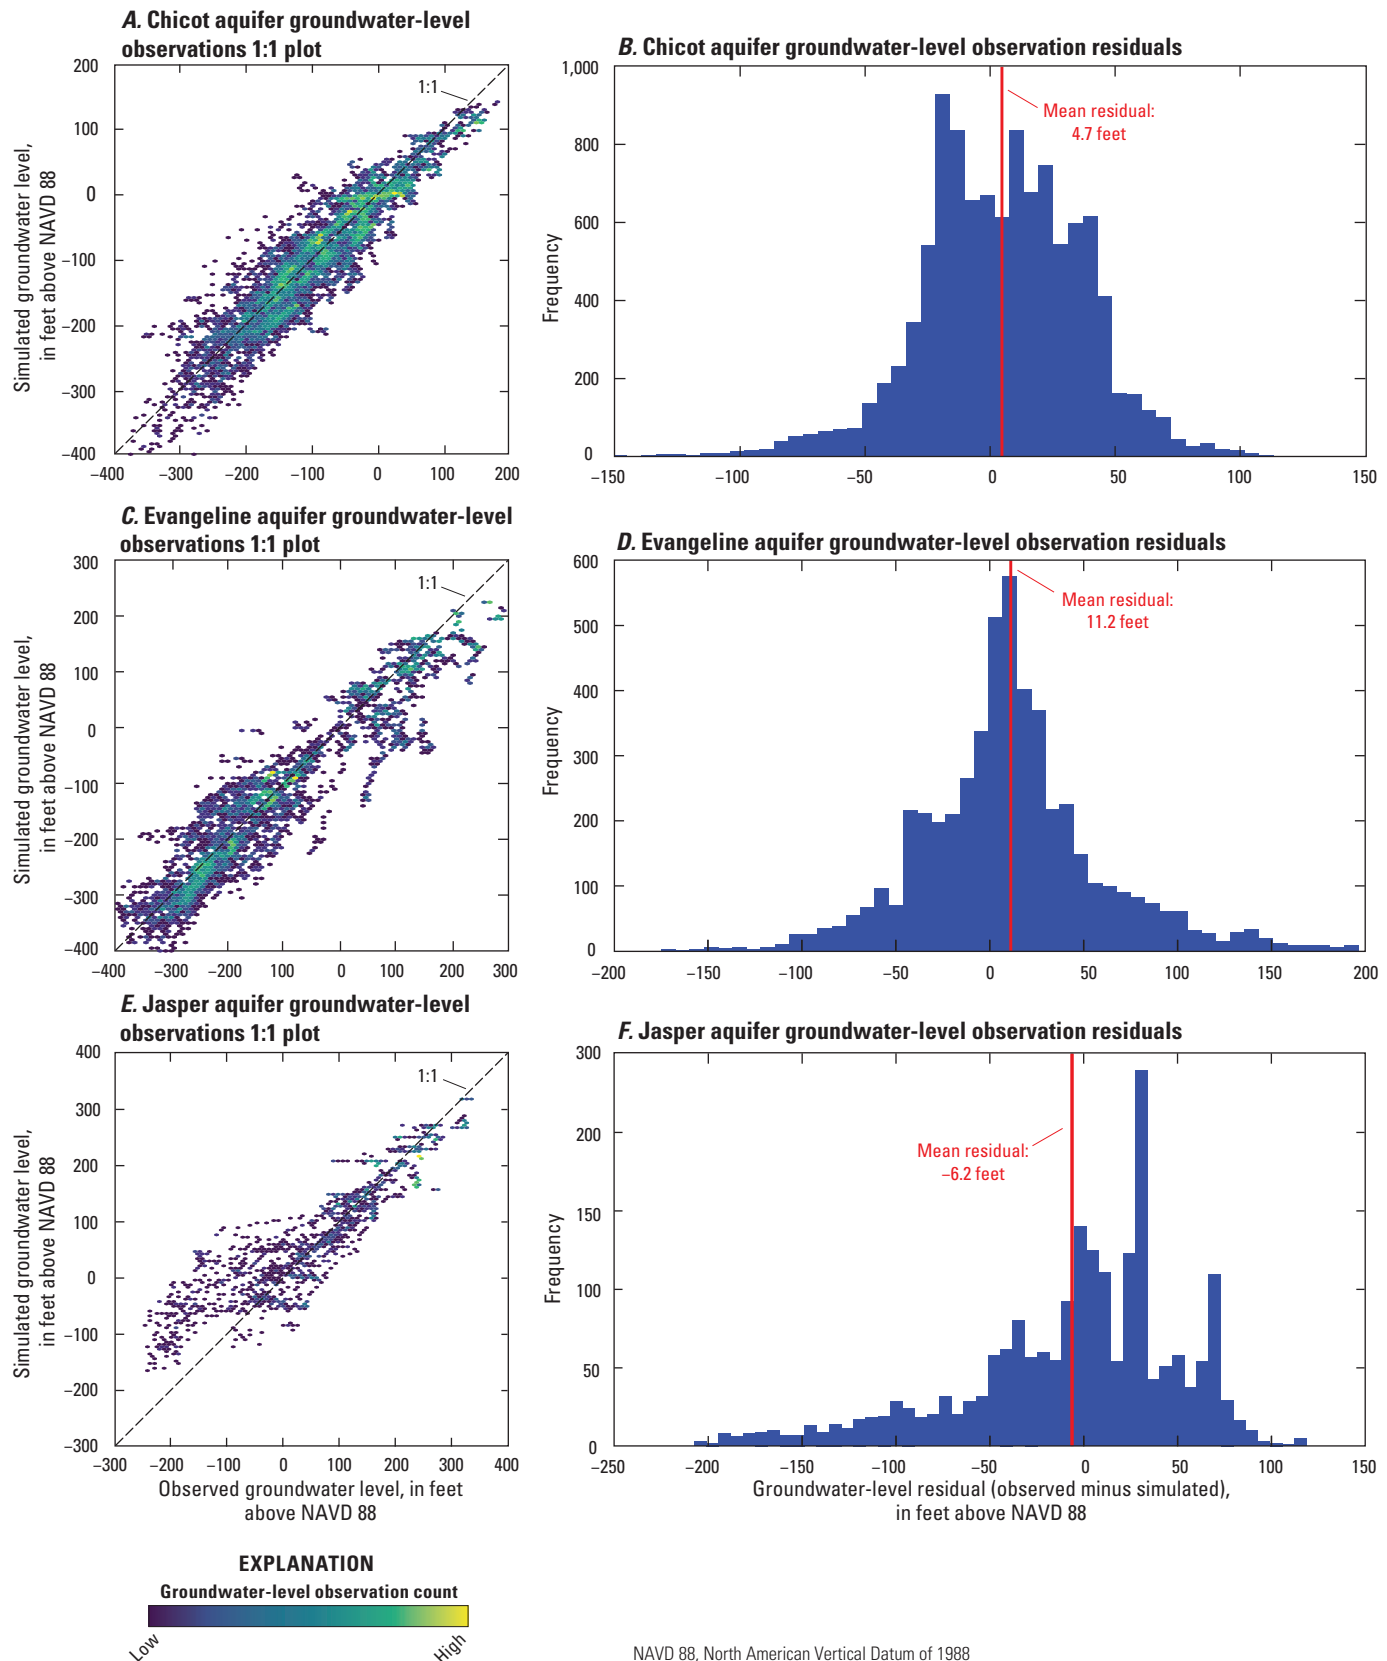 A. Chicot aquifer groundwater-level
observations 1:1 plot
200
100
0
−100
−200
−300
−400
−400
−300
−200
−100
0
100
200
Simulated groundwater level,
in feet above NAVD 88
1:1
B. Chicot aquifer groundwater-level observation residuals
1,000
800
600
400
200
0
−150
−100
−50
0
50
100
150
Frequency
Mean residual:
4.7 feet
C. Evangeline aquifer groundwater-level
observations 1:1 plot
300
200
100
0
−100
−200
−300
−400
−400
−300
−200
−100
0
100
200
300
Simulated groundwater level,
in feet above NAVD 88
1:1
D. Evangeline aquifer groundwater-level observation residuals
600
500
400
300
200
100
0
−200
−150
−100
−50
0
50
100
150
200
Frequency
Mean residual:
11.2 feet
E. Jasper aquifer groundwater-level
observations 1:1 plot
400
300
200
100
0
−100
−200
−300
−300
−200
−100
0
100
200
300
400
Simulated groundwater level,
in feet above NAVD 88
1:1
Observed groundwater level, in feet
above NAVD 88
F. Jasper aquifer groundwater-level observation residuals
300
200
150
100
50
0
−250
−200
−150
−100
−50
0
50
100
150
Frequency
Mean residual:
−6.2 feet
Groundwater-level residual (observed minus simulated),
in feet above NAVD 88
EXPLANATION
Groundwater-level observation count
Low
High
NAVD 88, North American Vertical Datum of 1988